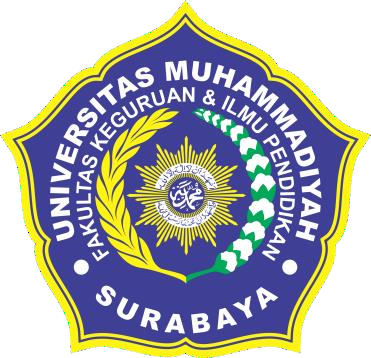 UNIVERSITAS MUHAMMADIYAH
FAKULTAS KEGURUAN & ILMU PENDIDIKAN
SURABAYA